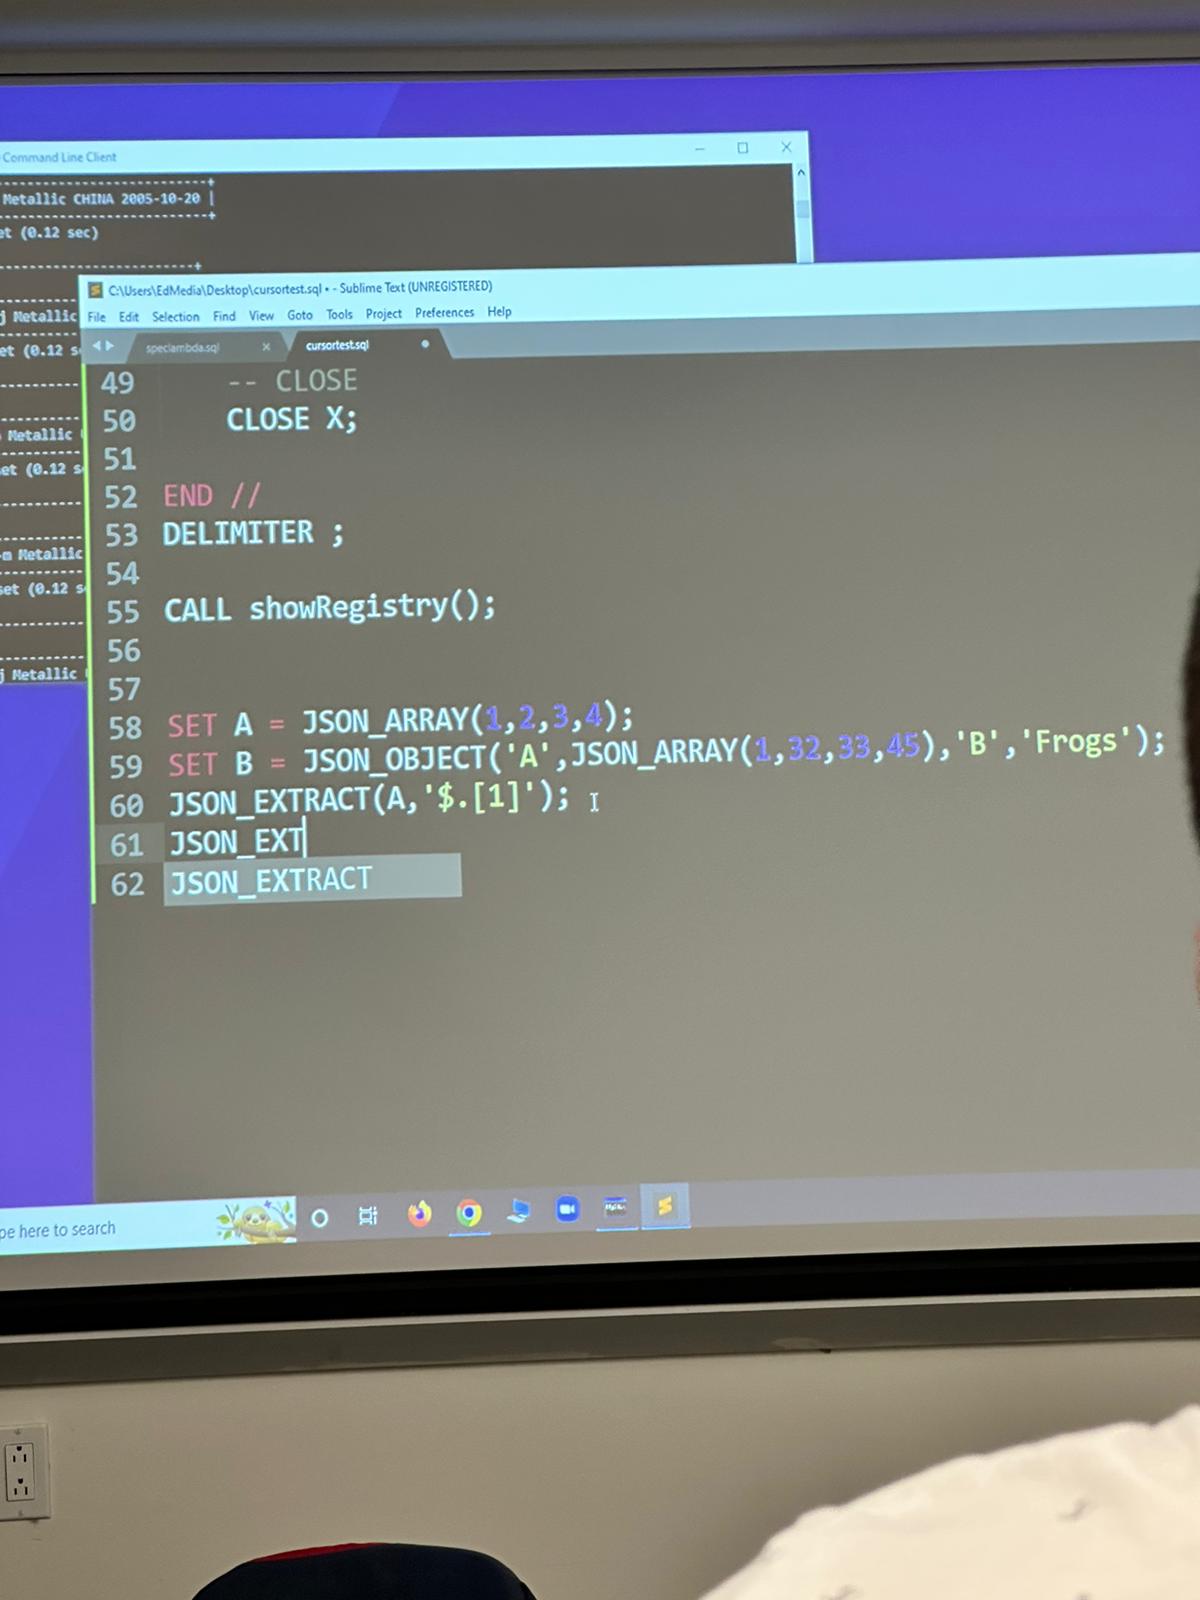 Command Line Client
Metallic CHINA 2005-10-20 |
et (0.12 sec)
C:\Users\EdMedia\Desktop\cursortest.sql • - Sublime Text (UNREGISTERED)
File Edit Selection Find View Goto Tools Project Preferences Help
j Metallic
et (0.12 s
speclambda.sql × cursortest.sql
49 -- CLOSE
50 CLOSE X;
Metallic
51
et (0.12 s
52 END //
53 DELIMITER ;
-m Metallic
54
set (0.12 s
55 CALL showRegistry();
56
j Metallic
57
58 SET A = JSON_ARRAY(1,2,3,4);
59 SET B = JSON_OBJECT('A',JSON_ARRAY(1,32,33,45),'B','Frogs');
60 JSON_EXTRACT(A,'$.[1]');
61 JSON_EXT
62 JSON_EXTRACT
pe here to search